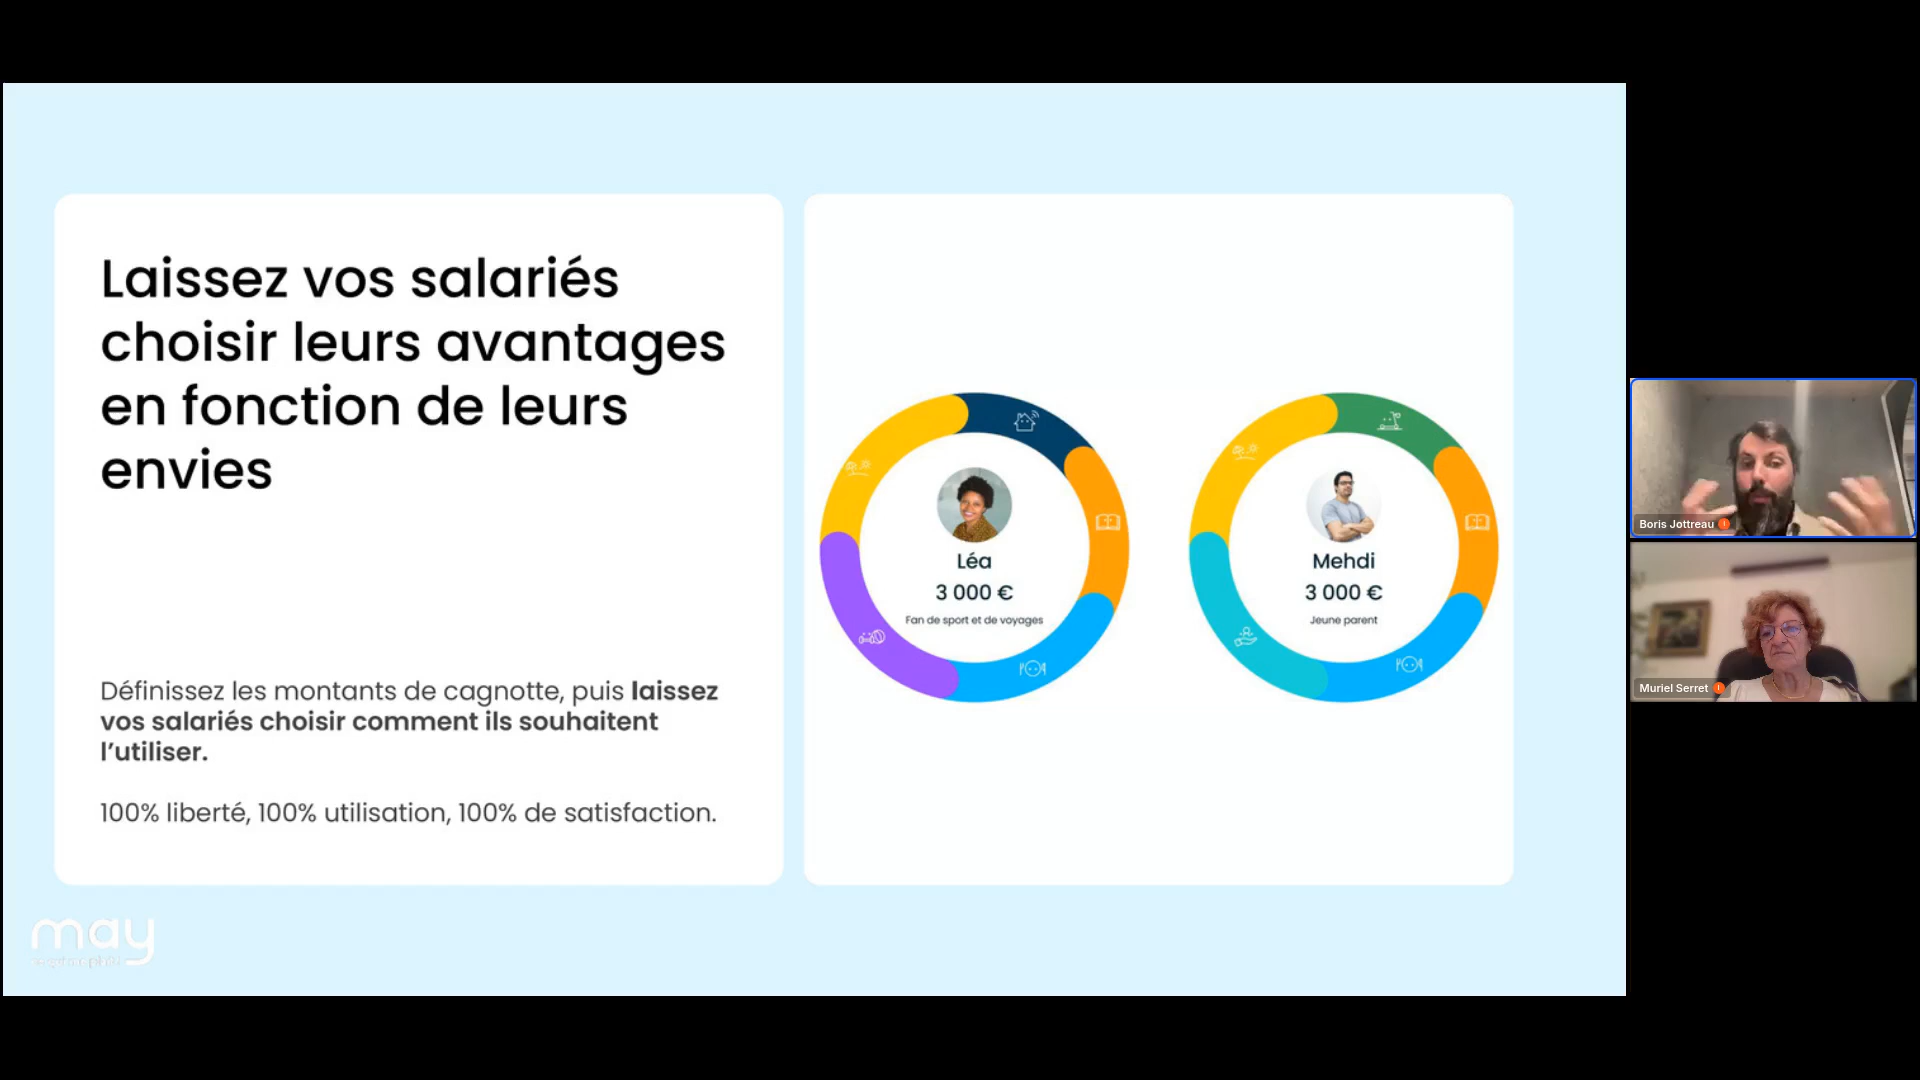 Laissez vos salariés
choisir leurs avantages
en fonction de leurs
envies
Définissez les montants de cagnotte, puis laissez
vos salariés choisir comment ils souhaitent
l’utiliser.
100% liberté, 100% utilisation, 100% de satisfaction.
Léa
3 000 €
Fan de sport et de voyages
Mehdi
3 000 €
Jeune parent
may
Boris Jottreau
Muriel Serret